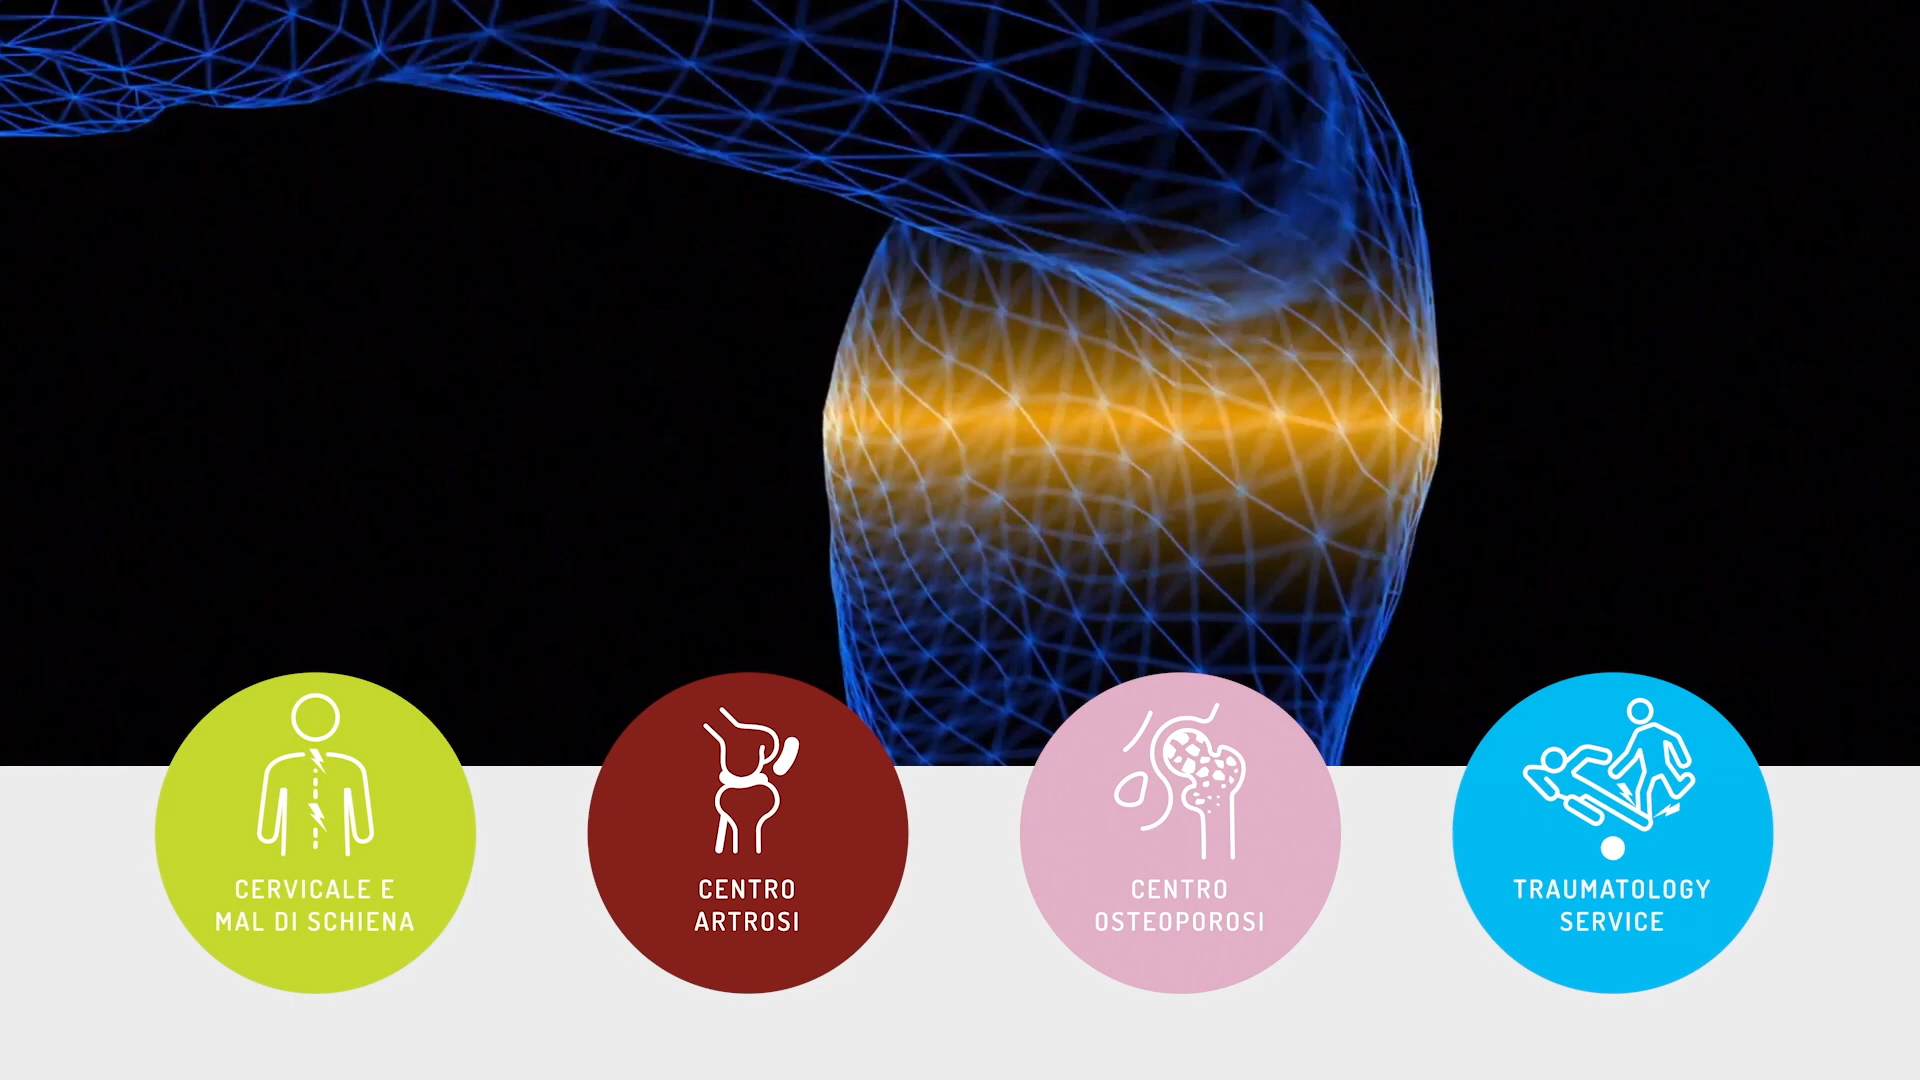 CERVICALE E
MAL DI SCHIENA
CENTRO
ARTROSI
CENTRO
OSTEOPOROSI
TRAUMATOLOGY
SERVICE